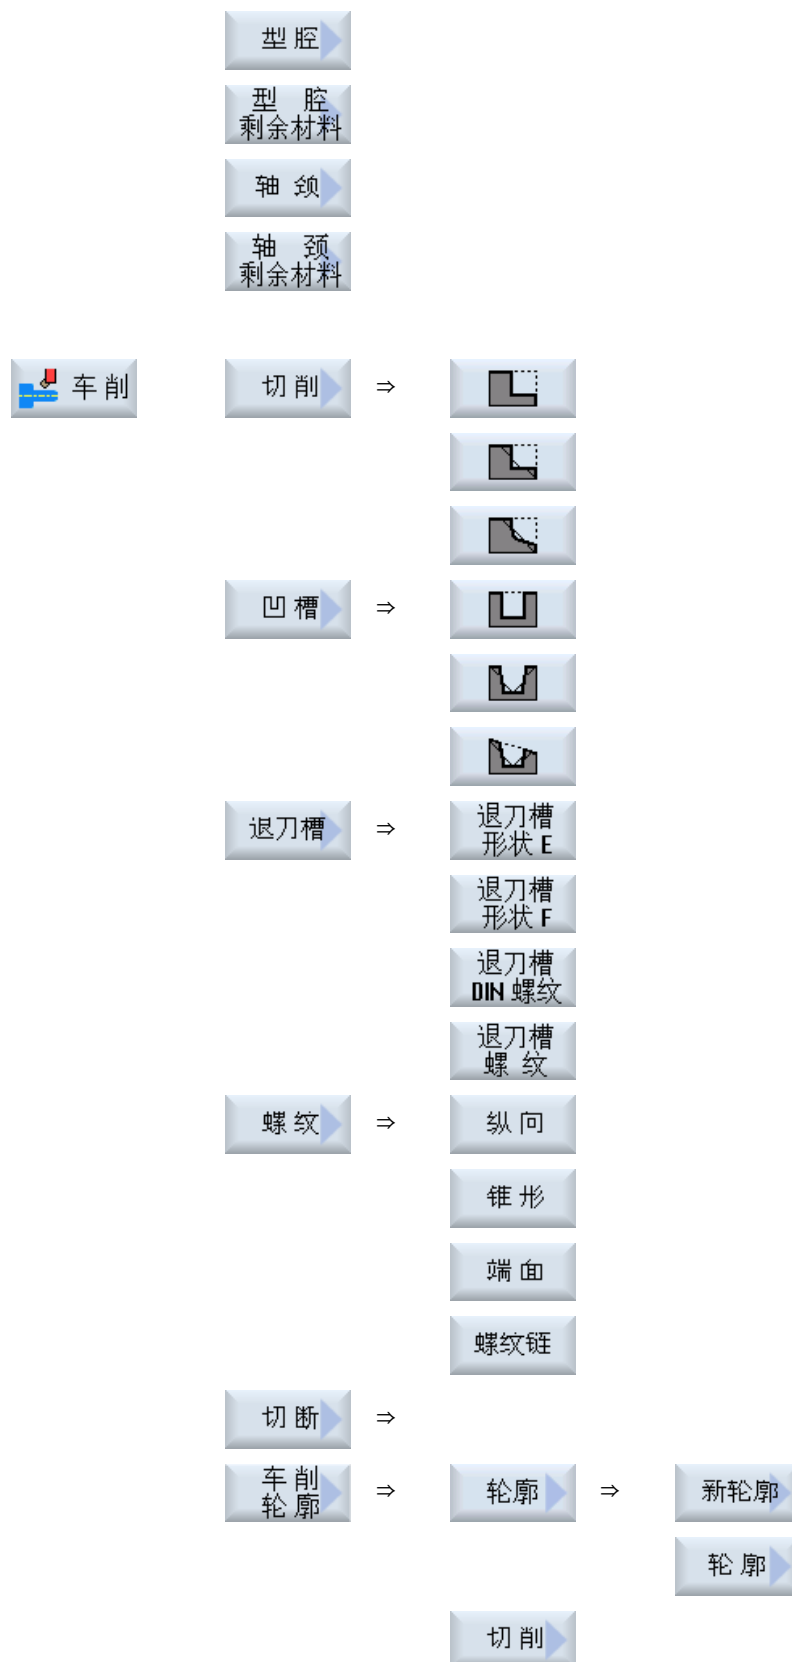 型腔
型 腔
剩余材料
轴 颈
轴 颈
剩余材料
车削
切削 ⇒
凹槽 ⇒
退刀槽 ⇒
退刀槽
形状 E
退刀槽
形状 F
退刀槽
DIN 螺纹
退刀槽
螺 纹
螺纹 ⇒
纵向
锥形
端面
螺纹链
切断 ⇒
车削
轮廓
⇒
轮廓
⇒
新轮廓
轮廓
切削